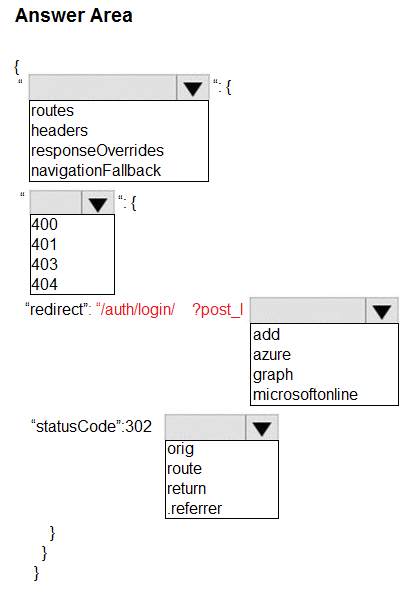 Answer Area
{
“ “: {
routes
headers
responseOverrides
navigationFallback
“ “: {
400
401
403
404
“redirect”: “/auth/login/ ?post_l
add
azure
graph
microsoftonline
“statusCode”:302
orig
route
return
.referrer
}
}
}